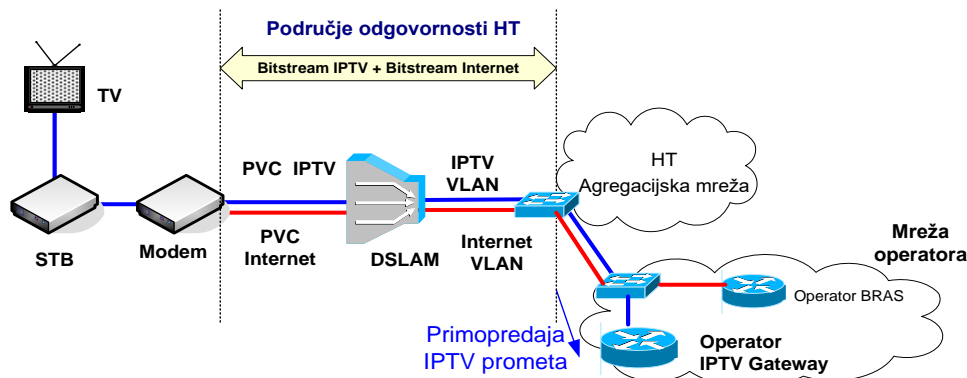 Područje odgovornosti HT
Bitstream IPTV + Bitstream Internet
TV
PVC IPTV
IPTV
VLAN
HT
Agregacijska mreža
STB
Modem
PVC
Internet
DSLAM
Internet
VLAN
Mreža
operatora
Operator BRAS
Primopredaja
IPTV prometa
Operator
IPTV Gateway